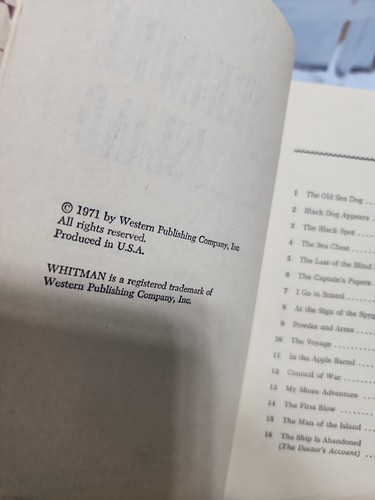 © 1971 by Western Publishing Company, Inc.
All rights reserved.
Produced in U.S.A.
WHITMAN is a registered trademark of
Western Publishing Company, Inc.
1 The Old Sea Dog
2 Black Dog Appears
3 The Black Spot
4 The Sea Chest
5 The Last of the Blind
6 The Captain's Papers
7 I Go to Bristol
8 At the Sign of the Spyg
9 Powder and Arms
10 The Voyage
11 In the Apple Barrel
12 Council of War
13 My Shore Adventure
14 The First Blow
15 The Man of the Island
16 The Ship Is Abandoned
(The Doctor's Account)